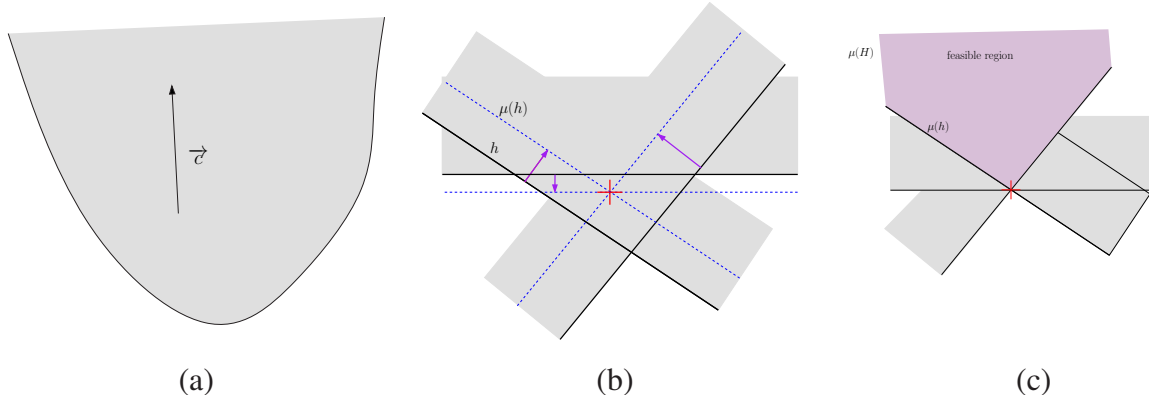 c
(a)
μ(h)
h
(b)
μ(H)
feasible region
μ(h)
(c)